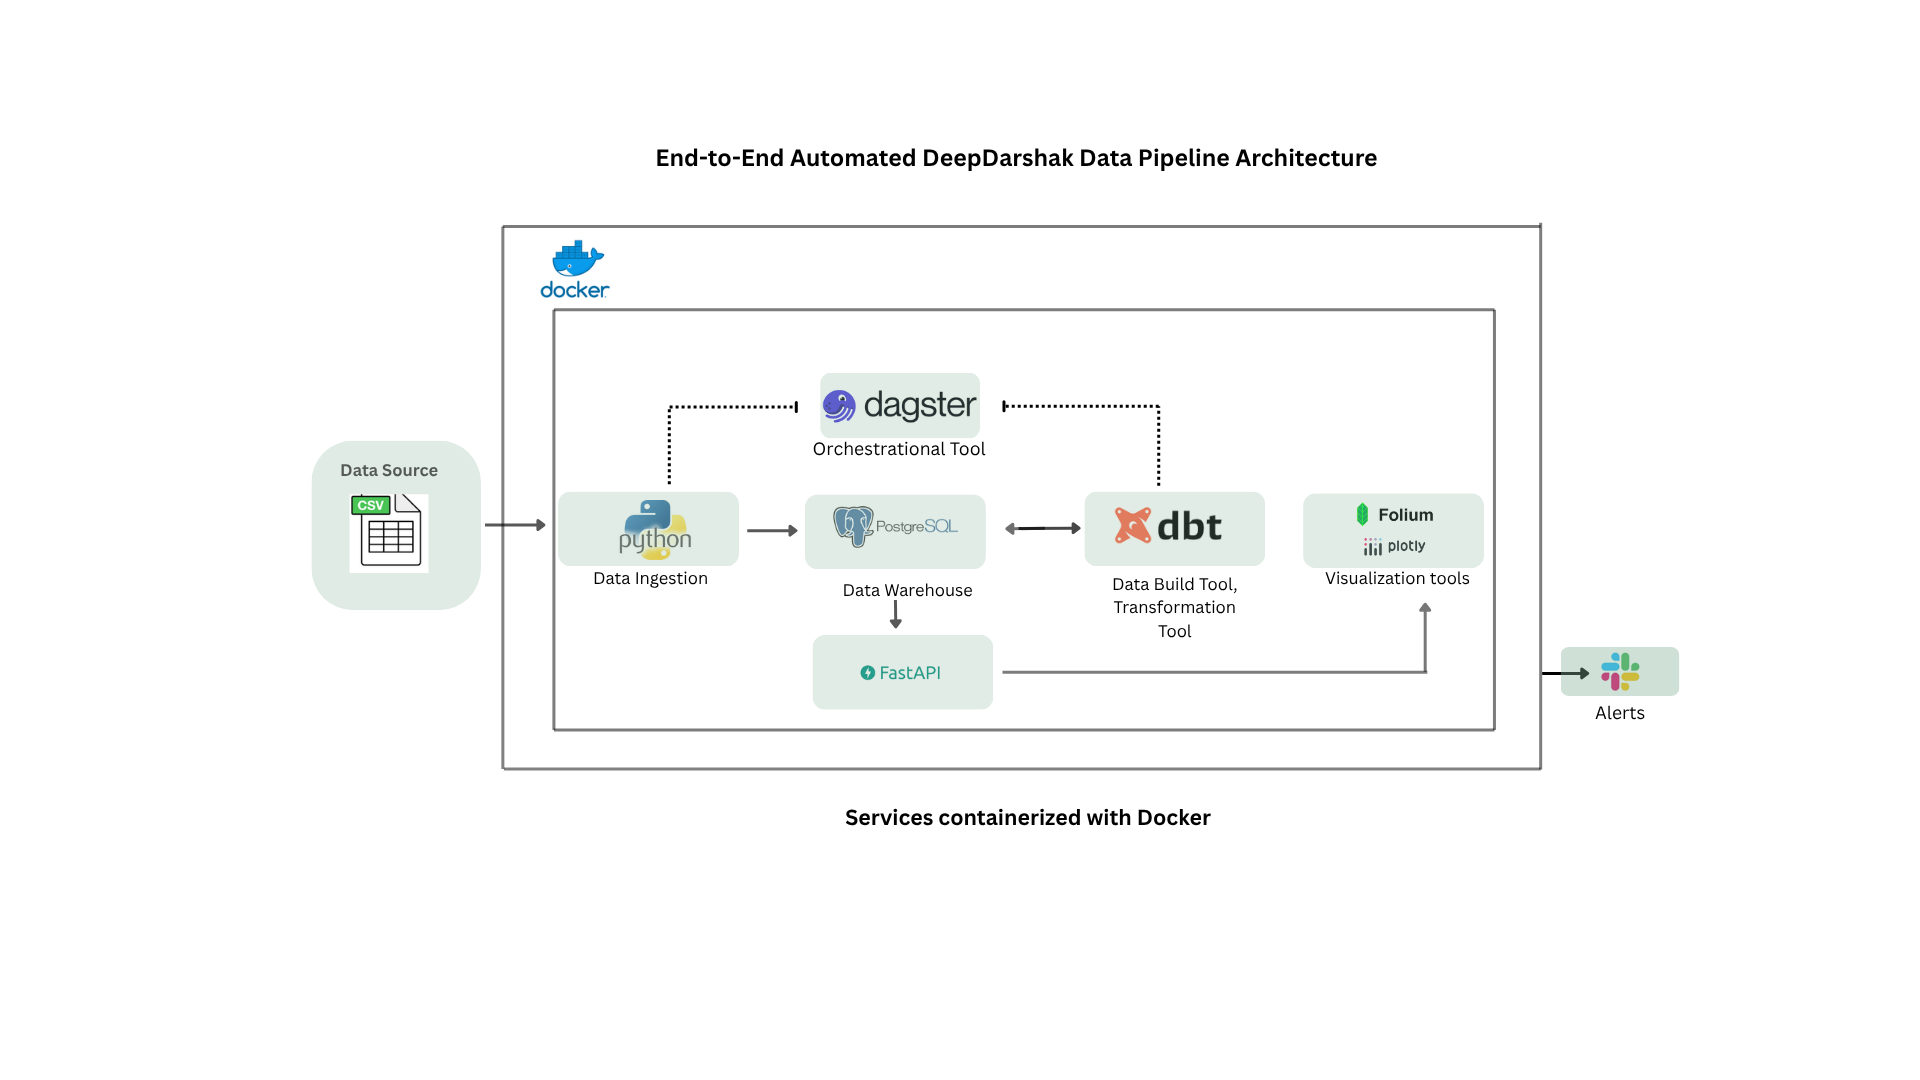 End-to-End Automated DeepDarshak Data Pipeline Architecture
docker
dagster
Orchestrational Tool
Data Source
CSV
python
Data Ingestion
PostgreSQL
Data Warehouse
dbt
Data Build Tool,
Transformation
Tool
Folium
plotly
Visualization tools
FastAPI
Alerts
Services containerized with Docker